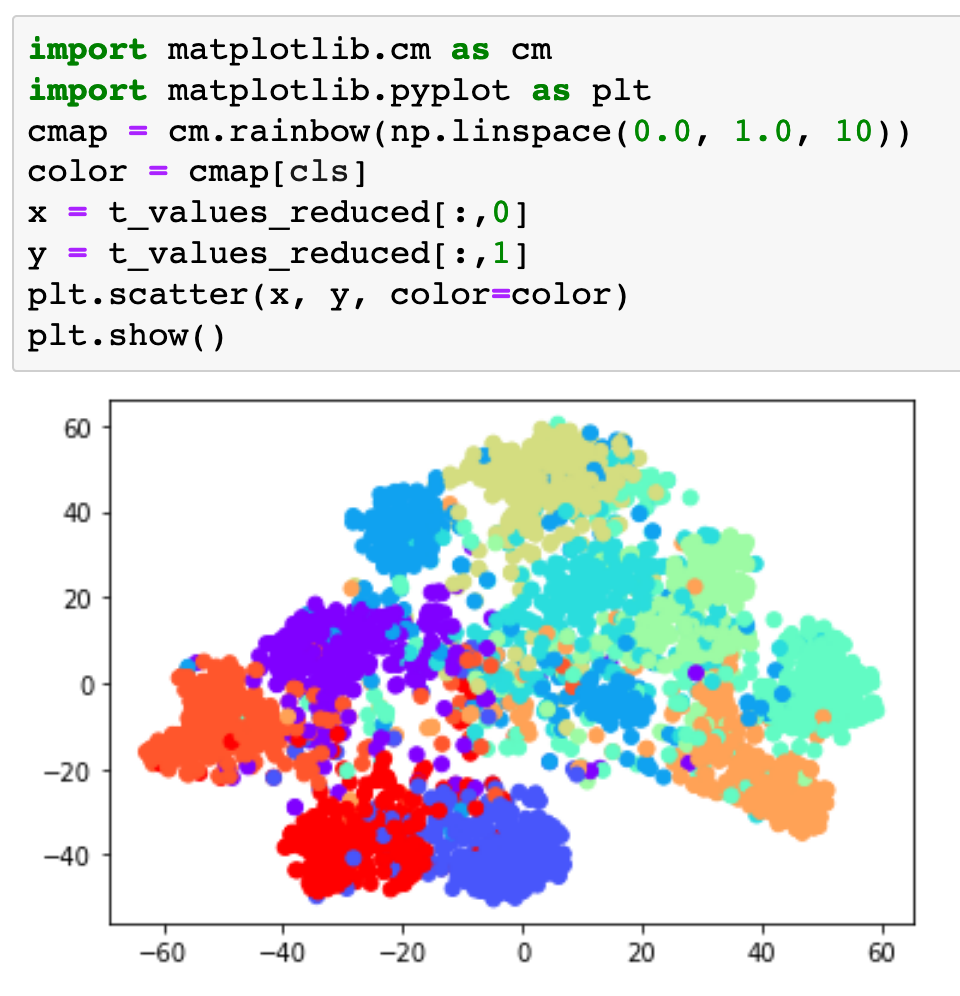 import matplotlib.cm as cm
import matplotlib.pyplot as plt
cmap = cm.rainbow(np.linspace(0.0, 1.0, 10))
color = cmap[cls]
x = t_values_reduced[:,0]
y = t_values_reduced[:,1]
plt.scatter(x, y, color=color)
plt.show()
60
40
20
0
−20
−40
−60 −40 −20 0 20 40 60